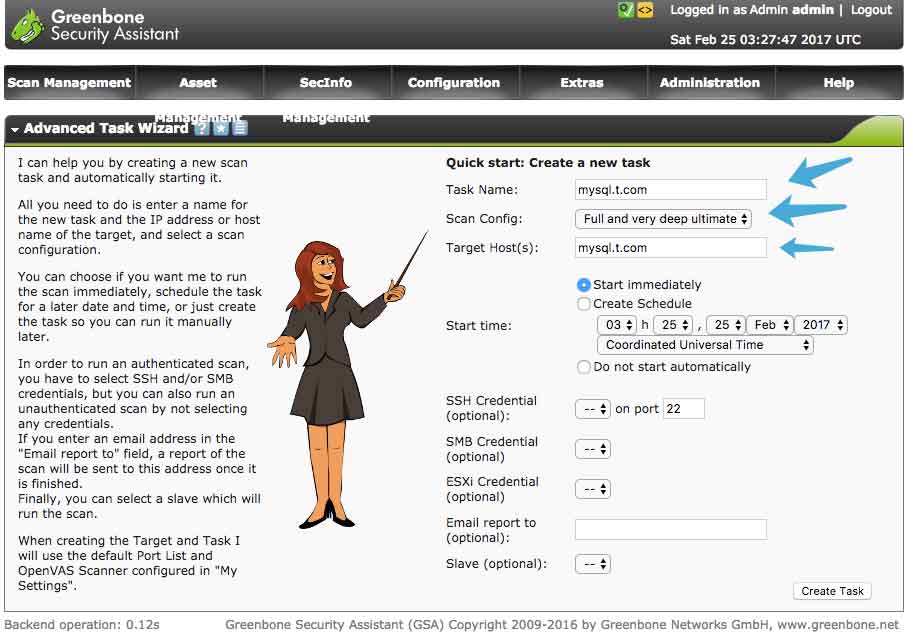 Greenbone
Security Assistant
Logged in as Admin admin | Logout
Sat Feb 25 03:27:47 2017 UTC
Scan Management
Asset
Management
SecInfo
Management
Configuration
Extras
Administration
Help
Advanced Task Wizard ?
I can help you by creating a new scan
task and automatically starting it.
All you need to do is enter a name for
the new task and the IP address or host
name of the target, and select a scan
configuration.
You can choose if you want me to run
the scan immediately, schedule the task
for a later date and time, or just create
the task so you can run it manually
later.
In order to run an authenticated scan,
you have to select SSH and/or SMB
credentials, but you can also run an
unauthenticated scan by not selecting
any credentials.
If you enter an email address in the
"Email report to" field, a report of the
scan will be sent to this address once it
is finished.
Finally, you can select a slave which will
run the scan.
When creating the Target and Task I
will use the default Port List and
OpenVAS Scanner configured in "My
Settings".
Quick start: Create a new task
Task Name: mysql.t.com
Scan Config: Full and very deep ultimate
Target Host(s): mysql.t.com
Start immediately
Create Schedule
Start time: 03 h 25 , 25 Feb 2017
Coordinated Universal Time
Do not start automatically
SSH Credential
(optional): -- on port 22
SMB Credential
(optional) --
ESXi Credential
(optional) --
Email report to
(optional):
Slave (optional): --
Create Task
Backend operation: 0.12s
Greenbone Security Assistant (GSA) Copyright 2009-2016 by Greenbone Networks GmbH, www.greenbone.net